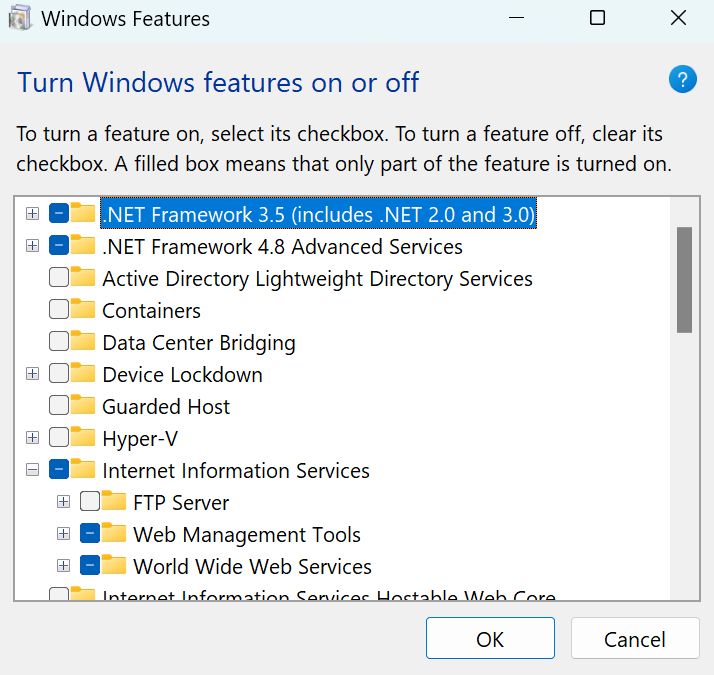 Windows Features
Turn Windows features on or off
?
To turn a feature on, select its checkbox. To turn a feature off, clear its
checkbox. A filled box means that only part of the feature is turned on.
.NET Framework 3.5 (includes .NET 2.0 and 3.0)
.NET Framework 4.8 Advanced Services
Active Directory Lightweight Directory Services
Containers
Data Center Bridging
Device Lockdown
Guarded Host
Hyper-V
Internet Information Services
FTP Server
Web Management Tools
World Wide Web Services
Internet Information Services Hostable Web Core
OK
Cancel